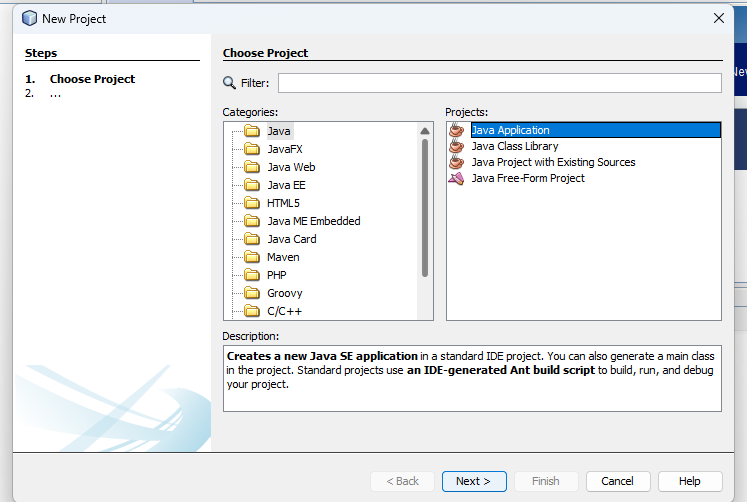 New Project
Steps
1. Choose Project
2. ...
Choose Project
Filter:
Categories:
Java
JavaFX
Java Web
Java EE
HTML5
Java ME Embedded
Java Card
Maven
PHP
Groovy
C/C++
Projects:
Java Application
Java Class Library
Java Project with Existing Sources
Java Free-Form Project
Description:
Creates a new Java SE application in a standard IDE project. You can also generate a main class
in the project. Standard projects use an IDE-generated Ant build script to build, run, and debug
your project.
< Back
Next >
Finish
Cancel
Help